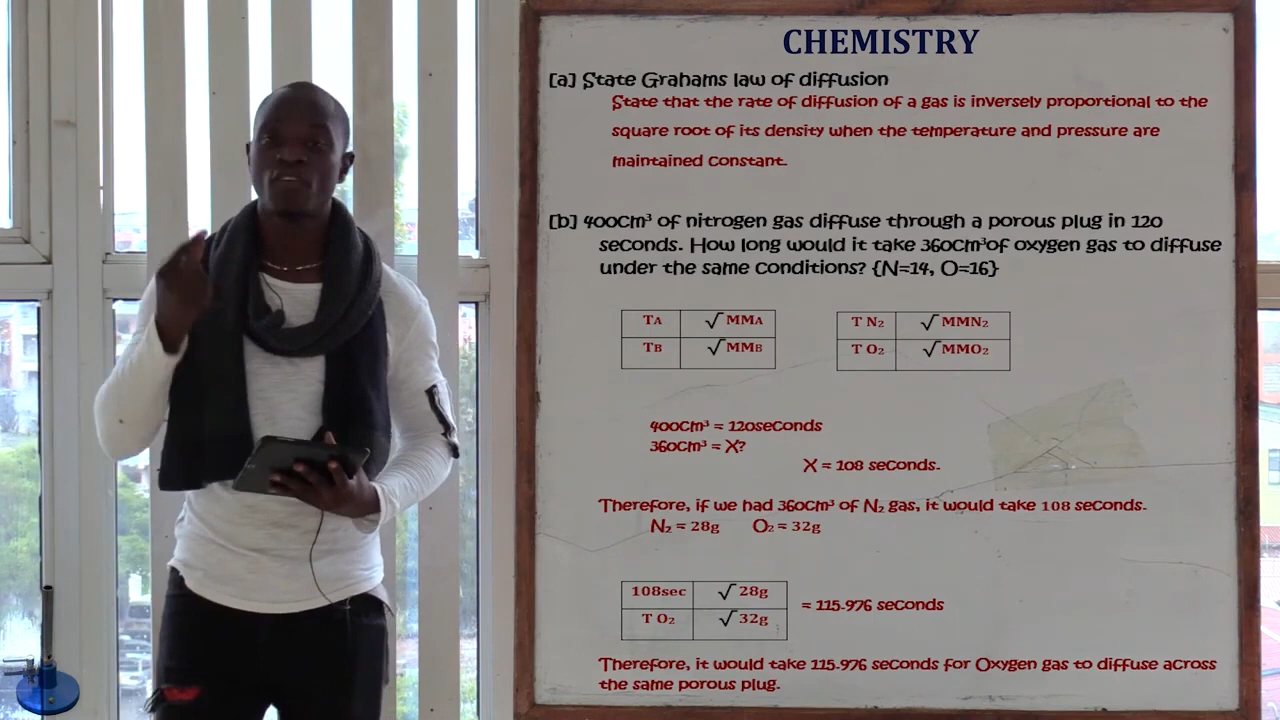 CHEMISTRY
[a] State Grahams law of diffusion
State that the rate of diffusion of a gas is inversely proportional to the
square root of its density when the temperature and pressure are
maintained constant.
[b] 400cm³ of nitrogen gas diffuse through a porous plug in 120
seconds. How long would it take 360cm³of oxygen gas to diffuse
under the same conditions? {N=14, O=16}
TA √MMA T N₂ √MMN₂
TB √MMB T O₂ √MMO₂
400cm³ = 120seconds
360cm³ = X?
X = 108 seconds.
Therefore, if we had 360cm³ of N₂ gas, it would take 108 seconds.
N₂ = 28g O₂ = 32g
108sec √ 28g
= 115.976 seconds
T O₂ √ 32g
Therefore, it would take 115.976 seconds for Oxygen gas to diffuse across
the same porous plug.